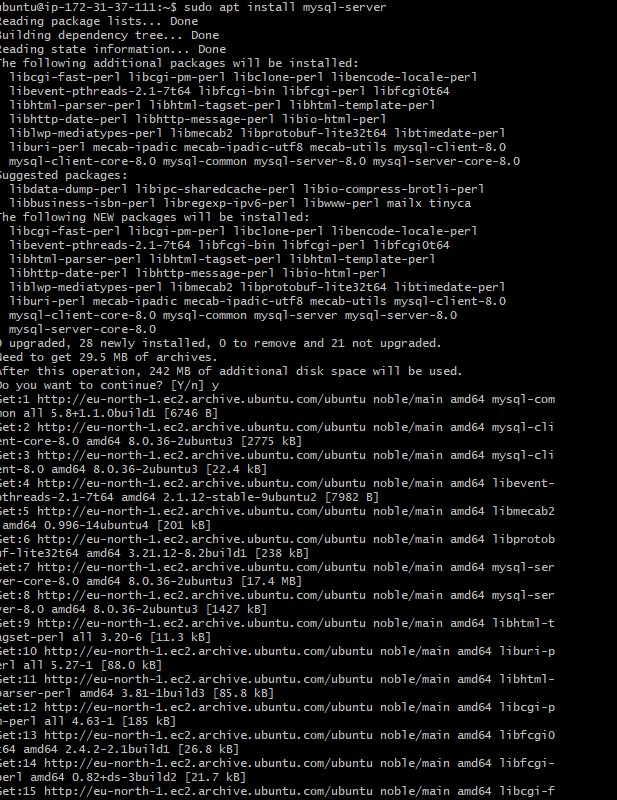 ubuntu@ip-172-31-37-111:~$ sudo apt install mysql-server
Reading package lists... Done
Building dependency tree... Done
Reading state information... Done
The following additional packages will be installed:
  libcgi-fast-perl libcgi-pm-perl libclone-perl libencode-locale-perl
  libevent-pthreads-2.1-7t64 libfcgi-bin libfcgi-perl libfcgi0t64
  libhtml-parser-perl libhtml-tagset-perl libhtml-template-perl
  libhttp-date-perl libhttp-message-perl libio-html-perl
  liblwp-mediatypes-perl libmecab2 libprotobuf-lite32t64 libtimedate-perl
  liburi-perl mecab-ipadic mecab-ipadic-utf8 mecab-utils mysql-client-8.0
  mysql-client-core-8.0 mysql-common mysql-server-8.0 mysql-server-core-8.0
Suggested packages:
  libdata-dump-perl libipc-sharedcache-perl libio-compress-brotli-perl
  libbusiness-isbn-perl libregexp-ipv6-perl libwww-perl mailx tinyca
The following NEW packages will be installed:
  libcgi-fast-perl libcgi-pm-perl libclone-perl libencode-locale-perl
  libevent-pthreads-2.1-7t64 libfcgi-bin libfcgi-perl libfcgi0t64
  libhtml-parser-perl libhtml-tagset-perl libhtml-template-perl
  libhttp-date-perl libhttp-message-perl libio-html-perl
  liblwp-mediatypes-perl libmecab2 libprotobuf-lite32t64 libtimedate-perl
  liburi-perl mecab-ipadic mecab-ipadic-utf8 mecab-utils mysql-client-8.0
  mysql-client-core-8.0 mysql-common mysql-server mysql-server-8.0
  mysql-server-core-8.0
0 upgraded, 28 newly installed, 0 to remove and 21 not upgraded.
Need to get 29.5 MB of archives.
After this operation, 242 MB of additional disk space will be used.
Do you want to continue? [Y/n] y
Get:1 http://eu-north-1.ec2.archive.ubuntu.com/ubuntu noble/main amd64 mysql-com
mon all 5.8+1.1.0build1 [6746 B]
Get:2 http://eu-north-1.ec2.archive.ubuntu.com/ubuntu noble/main amd64 mysql-cli
ent-core-8.0 amd64 8.0.36-2ubuntu3 [2775 kB]
Get:3 http://eu-north-1.ec2.archive.ubuntu.com/ubuntu noble/main amd64 mysql-cli
ent-8.0 amd64 8.0.36-2ubuntu3 [22.4 kB]
Get:4 http://eu-north-1.ec2.archive.ubuntu.com/ubuntu noble/main amd64 libevent-
pthreads-2.1-7t64 amd64 2.1.12-stable-9ubuntu2 [7982 B]
Get:5 http://eu-north-1.ec2.archive.ubuntu.com/ubuntu noble/main amd64 libmecab2
 amd64 0.996-14ubuntu4 [201 kB]
Get:6 http://eu-north-1.ec2.archive.ubuntu.com/ubuntu noble/main amd64 libprotob
uf-lite32t64 amd64 3.21.12-8.2build1 [238 kB]
Get:7 http://eu-north-1.ec2.archive.ubuntu.com/ubuntu noble/main amd64 mysql-ser
ver-core-8.0 amd64 8.0.36-2ubuntu3 [17.4 MB]
Get:8 http://eu-north-1.ec2.archive.ubuntu.com/ubuntu noble/main amd64 mysql-ser
ver-8.0 amd64 8.0.36-2ubuntu3 [1427 kB]
Get:9 http://eu-north-1.ec2.archive.ubuntu.com/ubuntu noble/main amd64 libhtml-t
agset-perl all 3.20-6 [11.3 kB]
Get:10 http://eu-north-1.ec2.archive.ubuntu.com/ubuntu noble/main amd64 liburi-p
erl all 5.27-1 [88.0 kB]
Get:11 http://eu-north-1.ec2.archive.ubuntu.com/ubuntu noble/main amd64 libhtml-
parser-perl amd64 3.81-1build3 [85.8 kB]
Get:12 http://eu-north-1.ec2.archive.ubuntu.com/ubuntu noble/main amd64 libcgi-p
m-perl all 4.63-1 [185 kB]
Get:13 http://eu-north-1.ec2.archive.ubuntu.com/ubuntu noble/main amd64 libfcgi0
t64 amd64 2.4.2-2.1build1 [26.8 kB]
Get:14 http://eu-north-1.ec2.archive.ubuntu.com/ubuntu noble/main amd64 libfcgi-
perl amd64 0.82+ds-3build2 [21.7 kB]
Get:15 http://eu-north-1.ec2.archive.ubuntu.com/ubuntu noble/main amd64 libcgi-f